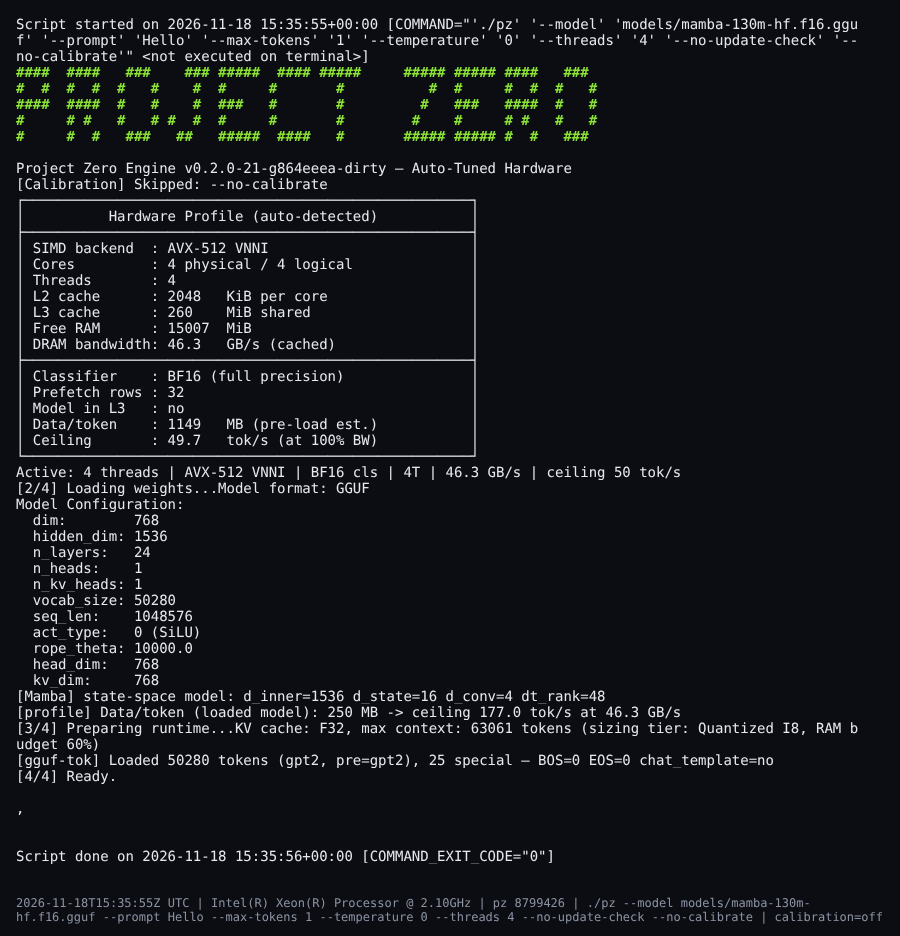 Script started on 2026-11-18 15:35:55+00:00 [COMMAND="'./pz' '--model' 'models/mamba-130m-hf.f16.ggu
f' '--prompt' 'Hello' '--max-tokens' '1' '--temperature' '0' '--threads' '4' '--no-update-check' '--
no-calibrate'" <not executed on terminal>]
PROJECT ZERO
Project Zero Engine v0.2.0-21-g864eeea-dirty — Auto-Tuned Hardware
[Calibration] Skipped: --no-calibrate
Hardware Profile (auto-detected)
SIMD backend  : AVX-512 VNNI
Cores         : 4 physical / 4 logical
Threads       : 4
L2 cache      : 2048   KiB per core
L3 cache      : 260    MiB shared
Free RAM      : 15007  MiB
DRAM bandwidth: 46.3   GB/s (cached)
Classifier    : BF16 (full precision)
Prefetch rows : 32
Model in L3   : no
Data/token    : 1149   MB (pre-load est.)
Ceiling       : 49.7   tok/s (at 100% BW)
Active: 4 threads | AVX-512 VNNI | BF16 cls | 4T | 46.3 GB/s | ceiling 50 tok/s
[2/4] Loading weights...Model format: GGUF
Model Configuration:
  dim:        768
  hidden_dim: 1536
  n_layers:   24
  n_heads:    1
  n_kv_heads: 1
  vocab_size: 50280
  seq_len:    1048576
  act_type:   0 (SiLU)
  rope_theta: 10000.0
  head_dim:   768
  kv_dim:     768
[Mamba] state-space model: d_inner=1536 d_state=16 d_conv=4 dt_rank=48
[profile] Data/token (loaded model): 250 MB -> ceiling 177.0 tok/s at 46.3 GB/s
[3/4] Preparing runtime...KV cache: F32, max context: 63061 tokens (sizing tier: Quantized I8, RAM b
udget 60%)
[gguf-tok] Loaded 50280 tokens (gpt2, pre=gpt2), 25 special — BOS=0 EOS=0 chat_template=no
[4/4] Ready.
,
Script done on 2026-11-18 15:35:56+00:00 [COMMAND_EXIT_CODE="0"]
2026-11-18T15:35:55Z UTC | Intel(R) Xeon(R) Processor @ 2.10GHz | pz 8799426 | ./pz --model models/mamba-130m-
hf.f16.gguf --prompt Hello --max-tokens 1 --temperature 0 --threads 4 --no-update-check --no-calibrate | calibration=off